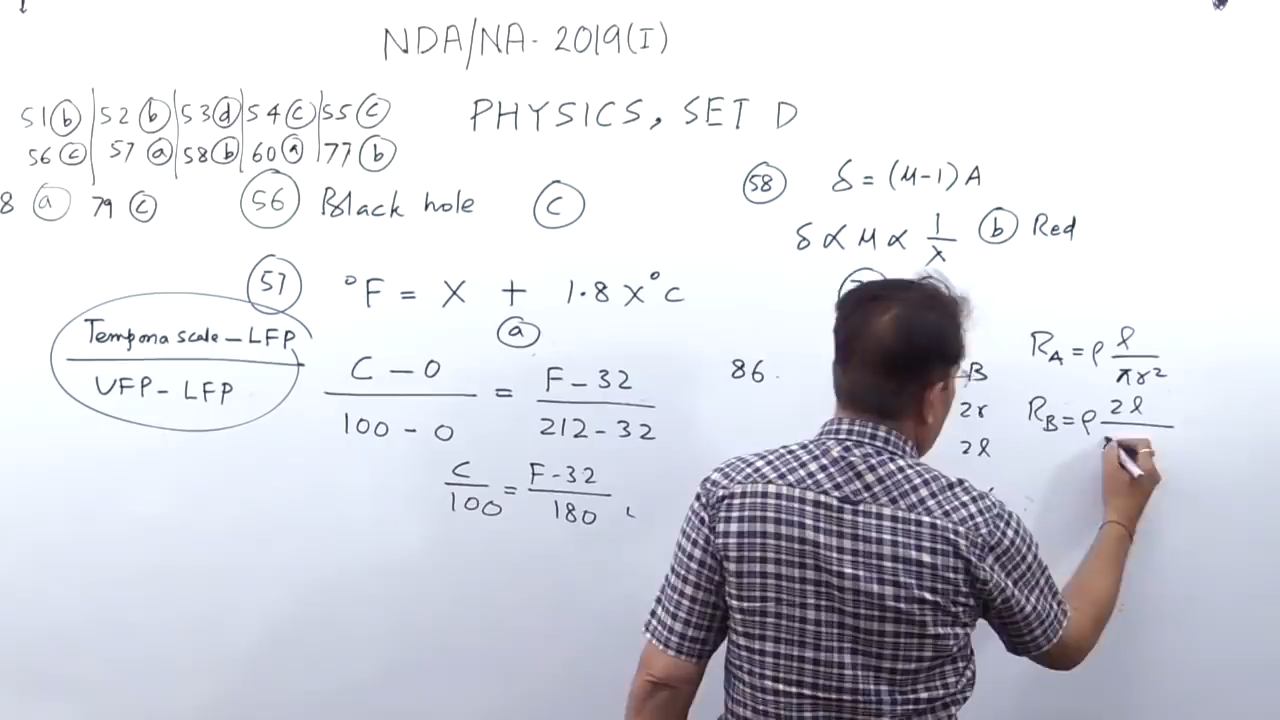 NDA/NA- 2019(I)
PHYSICS, SET D
51 (b) | 52 (b) | 53 (d) | 54 (c) | 55 (c)
56 (c) | 57 (a) | 58 (b) | 60 (a) | 77 (b)
8 (a) 79 (c)
(56) Black hole (c)
(57) °F = X + 1.8 X°C
(a)
Tempona scale - LFP
UFP - LFP
C - 0 / 100 - 0 = F - 32 / 212 - 32
C / 100 = F - 32 / 180
(58) δ = (μ-1) A
δ ∝ μ ∝ 1/λ (b) Red
86.
B
2r
2l
R_A = ρ l / πr²
R_B = ρ 2l